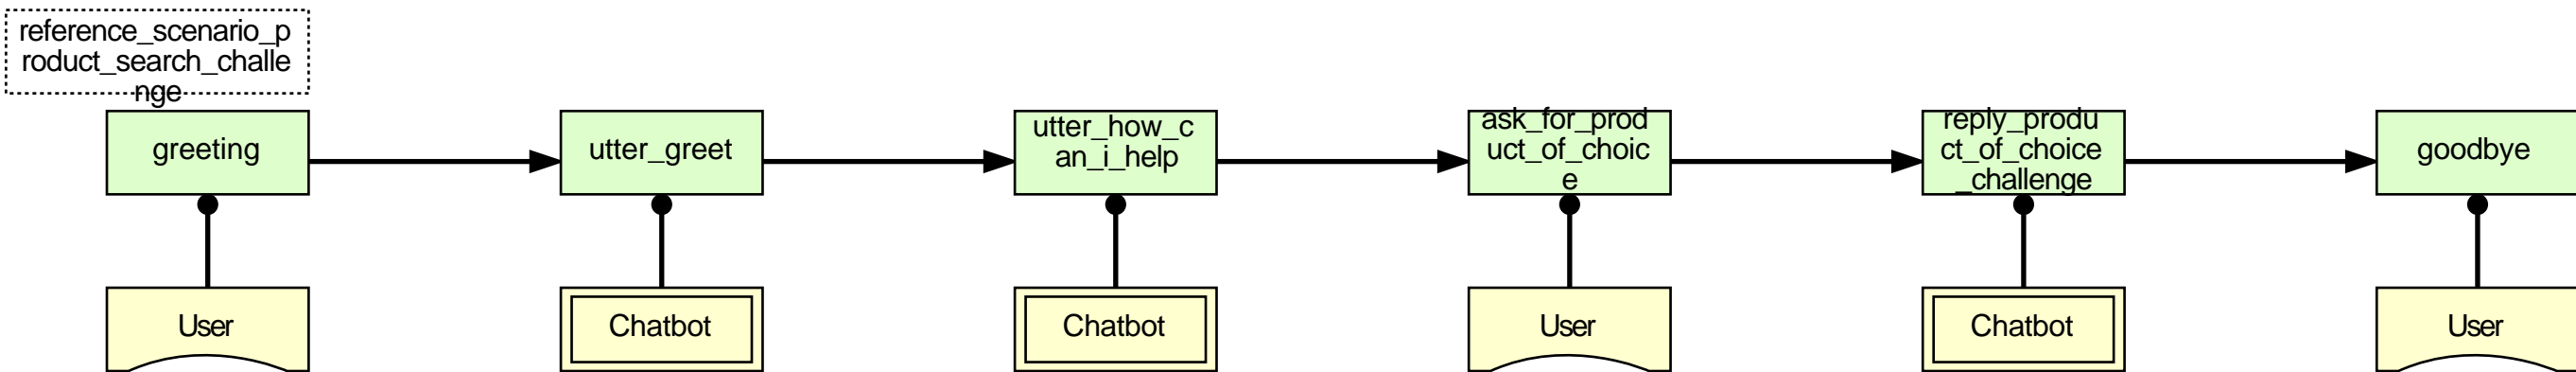 reference_scenario_p
roduct_search_challe
nge
greeting
utter_greet
utter_how_c
an_i_help
ask_for_prod
uct_of_choic
e
reply_produ
ct_of_choice
_challenge
goodbye
User
Chatbot
Chatbot
User
Chatbot
User